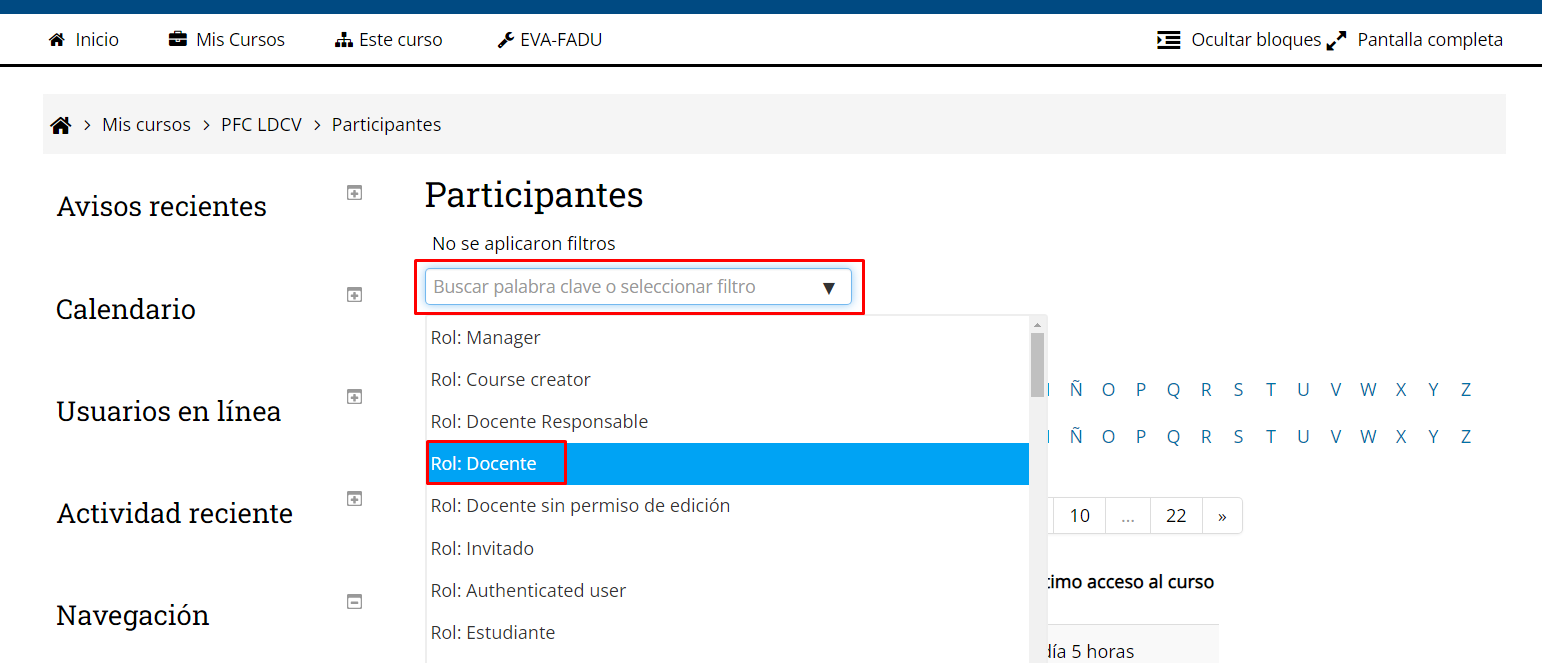 Inicio Mis Cursos Este curso EVA-FADU Ocultar bloques Pantalla completa
> Mis cursos > PFC LDCV > Participantes
Avisos recientes
Calendario
Usuarios en línea
Actividad reciente
Navegación
Participantes
No se aplicaron filtros
Buscar palabra clave o seleccionar filtro ▼
Rol: Manager
Rol: Course creator
Rol: Docente Responsable
Rol: Docente
Rol: Docente sin permiso de edición
Rol: Invitado
Rol: Authenticated user
Rol: Estudiante
Ñ O P Q R S T U V W X Y Z
Ñ O P Q R S T U V W X Y Z
10 ... 22 »
acceso al curso
5 horas